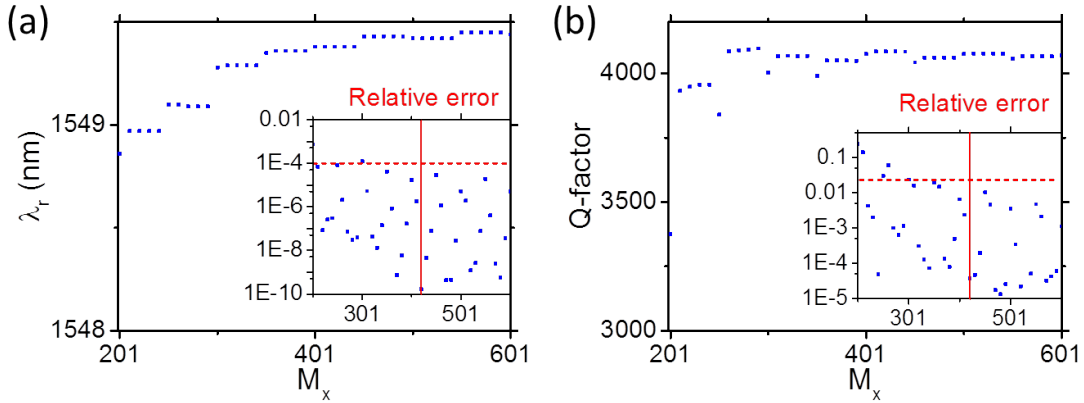 (a)
λr (nm)
1549
1548
201
401
601
Mx
Relative error
0.01
1E-4
1E-6
1E-8
1E-10
301
501
(b)
Q-factor
4000
3500
3000
201
401
601
Mx
Relative error
0.1
0.01
1E-3
1E-4
1E-5
301
501